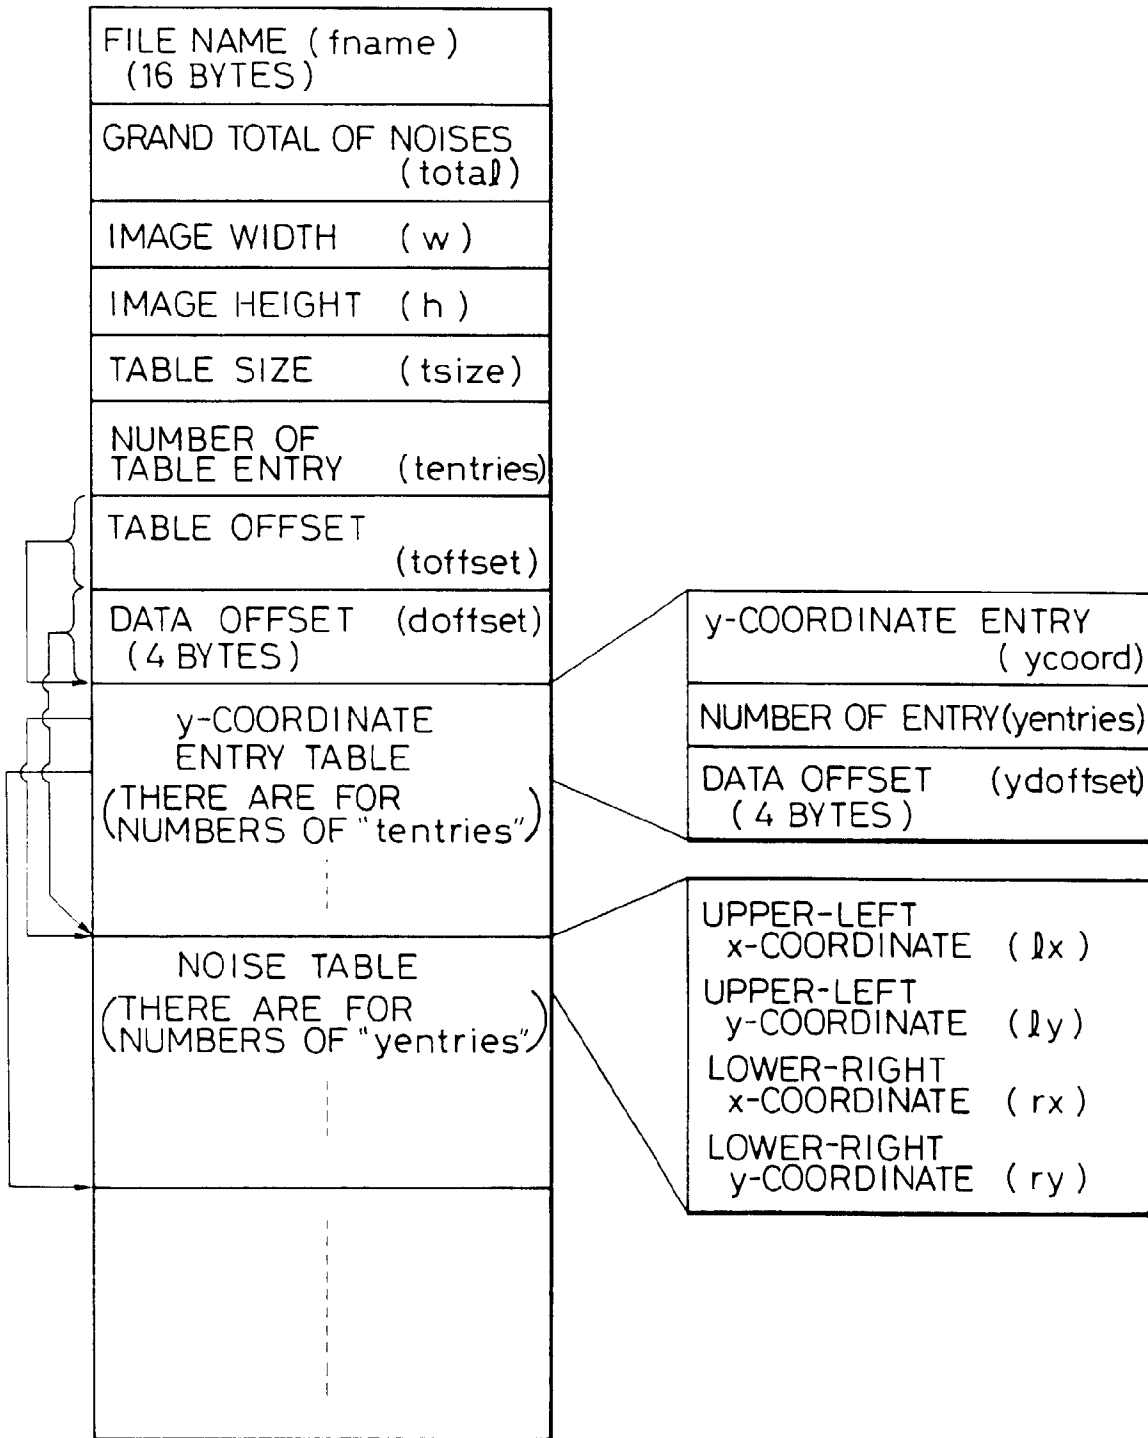 FILE NAME (fname)
(16 BYTES)
GRAND TOTAL OF NOISES
(total)
IMAGE WIDTH (w)
IMAGE HEIGHT (h)
TABLE SIZE (tsize)
NUMBER OF
TABLE ENTRY (tentries)
TABLE OFFSET
(toffset)
DATA OFFSET (doffset)
(4 BYTES)
y-COORDINATE
ENTRY TABLE
(THERE ARE FOR
NUMBERS OF "tentries")
NOISE TABLE
(THERE ARE FOR
NUMBERS OF "yentries")
y-COORDINATE ENTRY
(ycoord)
NUMBER OF ENTRY (yentries)
DATA OFFSET (ydoffset)
(4 BYTES)
UPPER-LEFT
x-COORDINATE (lx)
UPPER-LEFT
y-COORDINATE (ly)
LOWER-RIGHT
x-COORDINATE (rx)
LOWER-RIGHT
y-COORDINATE (ry)